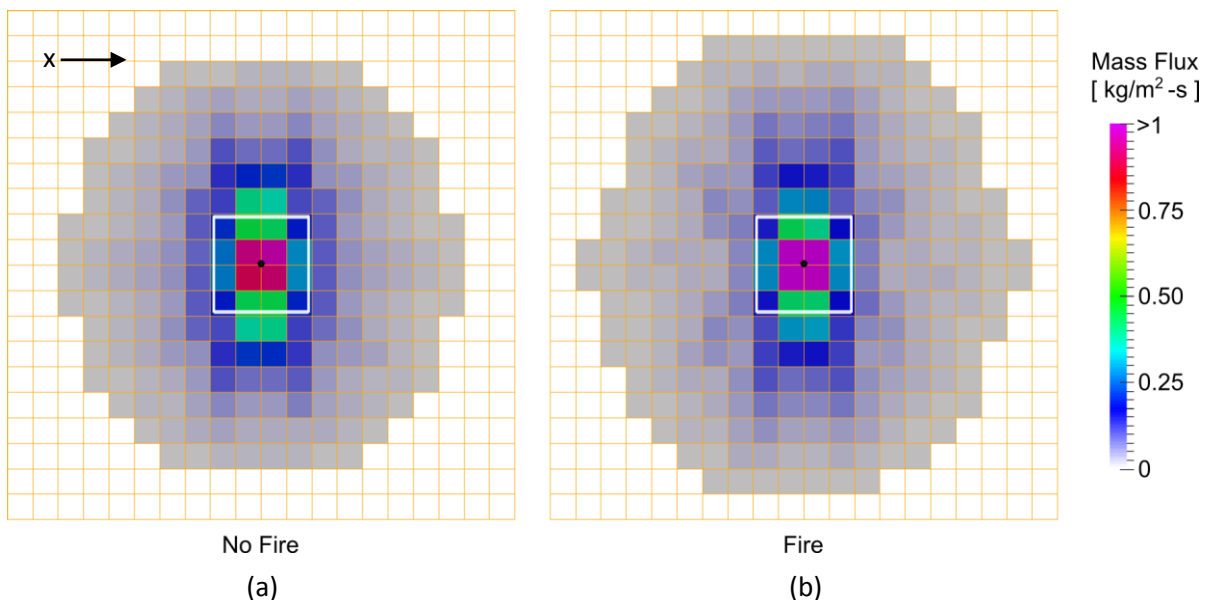 x
Mass Flux
[ kg/m² -s ]
>1
0.75
0.50
0.25
0
No Fire
Fire
(a)
(b)